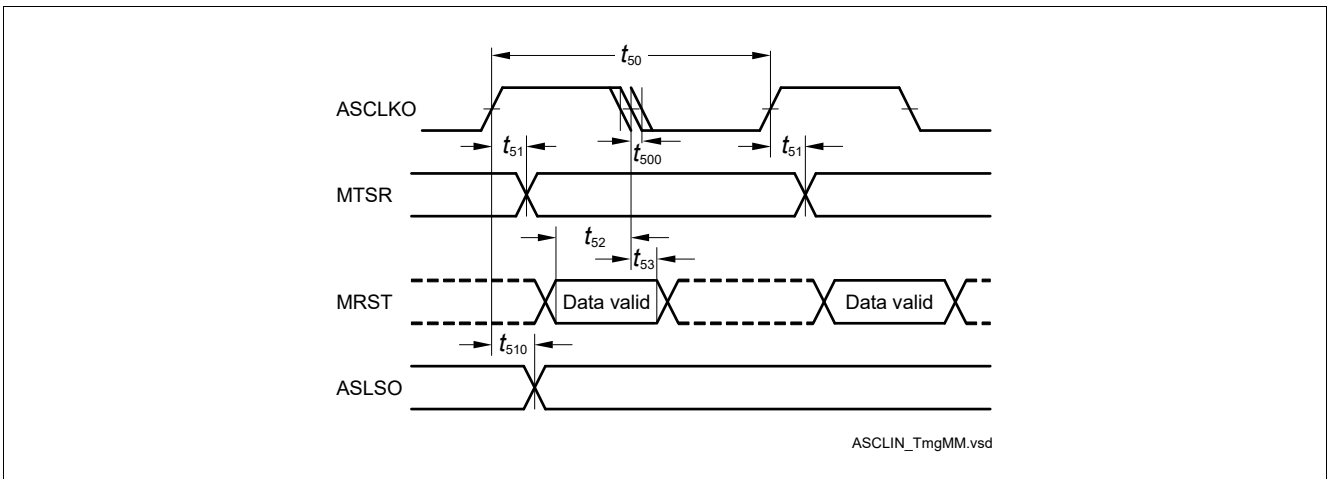 t50
ASCLKO
t51
t500
t51
MTSR
t52
t53
MRST
Data valid
Data valid
t510
ASLSO
ASCLIN_TmgMM.vsd